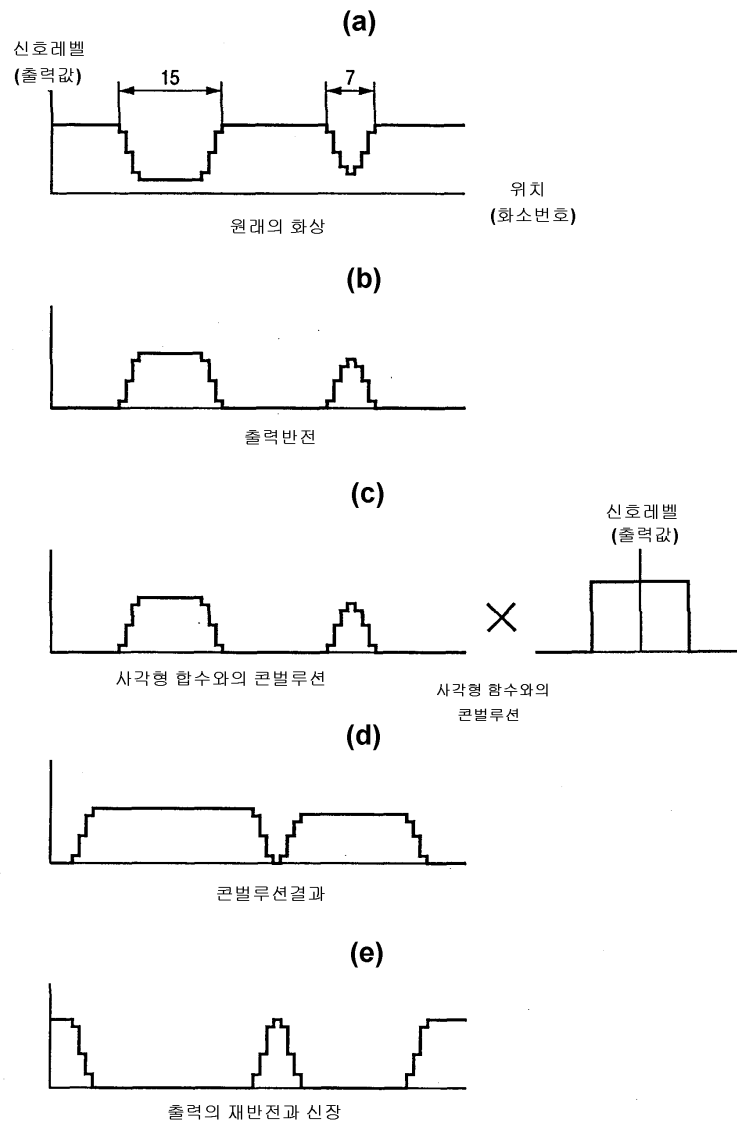 (a)
신호레벨
(출력값)
15
7
위치
(화소번호)
원래의 화상
(b)
출력반전
(c)
신호레벨
(출력값)
사각형 합수와의 콘벌루션
사각형 함수와의
콘벌루션
(d)
콘벌루션결과
(e)
출력의 재반전과 신장